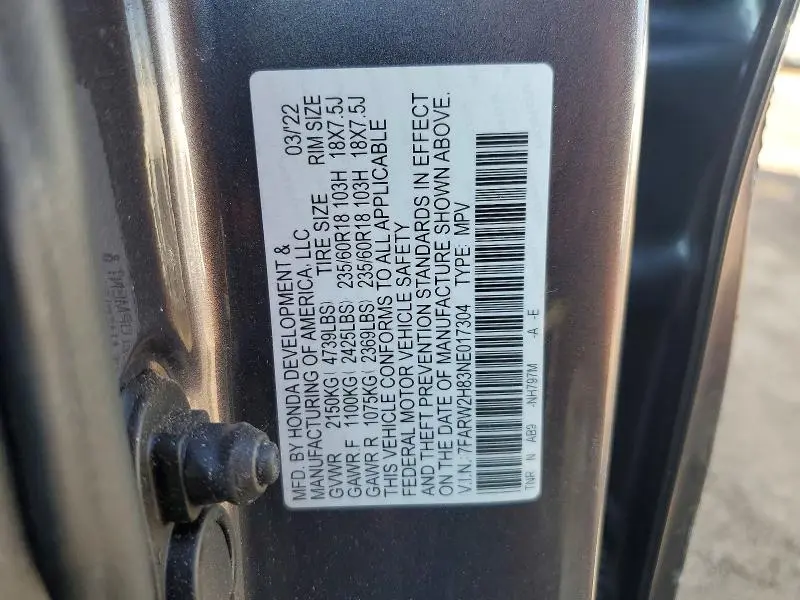 MFD. BY HONDA DEVELOPMENT &
MANUFACTURING OF AMERICA, LLC 03/'22
TIRE SIZE RIM SIZE
GVWR 2150KG( 4739LBS) 
GAWR F 1100KG( 2425LBS) 235/60R18 103H 18X7.5J
GAWR R 1075KG( 2369LBS) 235/60R18 103H 18X7.5J
THIS VEHICLE CONFORMS TO ALL APPLICABLE
FEDERAL MOTOR VEHICLE SAFETY
AND THEFT PREVENTION STANDARDS IN EFFECT
ON THE DATE OF MANUFACTURE SHOWN ABOVE.
V.I.N.: 7FARW2H83NE017304 TYPE: MPV
TNR N AB9 -NH797M -A -E